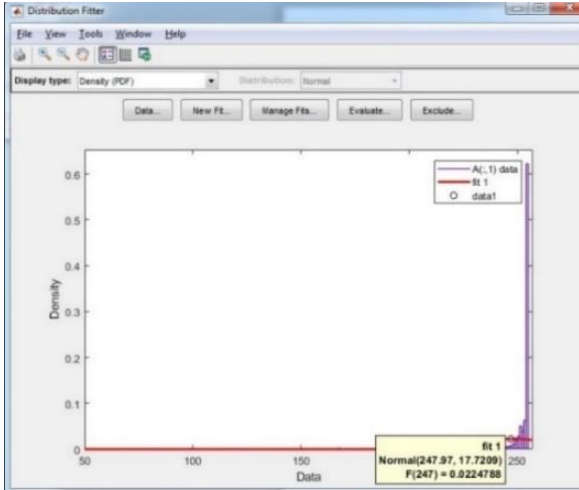 Distribution Fitter
File View Tools Window Help
Display type: Density (PDF) Distribution: Normal
Data... New Fit... Manage Fits... Evaluate... Exclude...
A(:,1) data
fit 1
data1
0.6
0.5
0.4
0.3
0.2
0.1
0
Density
50 100 150 250
Data
fit 1
Normal(247.97, 17.7209)
F(247) = 0.0224788